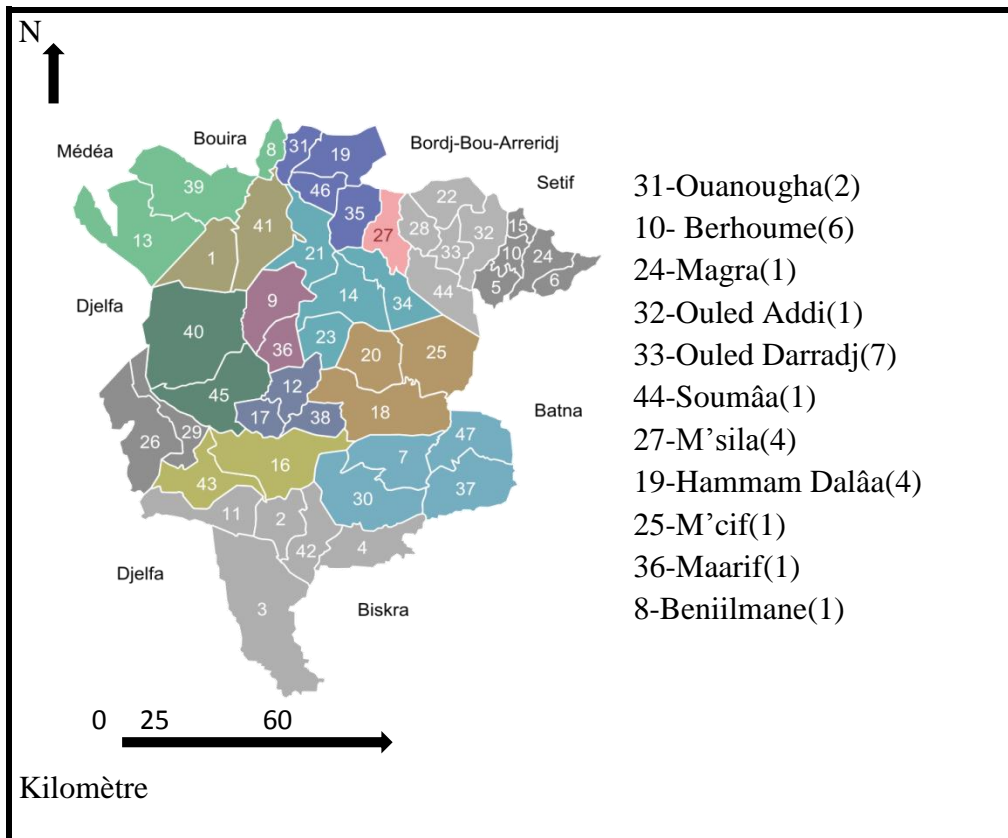 N
Médéa
Bouira
Bordj-Bou-Arreridj
Setif
Djelfa
Batna
Djelfa
Biskra
8
31
19
39
46
22
13
41
35
15
1
27
28
32
21
33
10
24
5
6
9
14
34
44
40
36
23
20
25
12
45
17
38
18
26
29
16
7
47
43
30
37
11
2
42
4
3
31-Ouanougha(2)
10- Berhoume(6)
24-Magra(1)
32-Ouled Addi(1)
33-Ouled Darradj(7)
44-Soumâa(1)
27-M’sila(4)
19-Hammam Dalâa(4)
25-M’cif(1)
36-Maarif(1)
8-Beniilmane(1)
0 25 60
Kilomètre